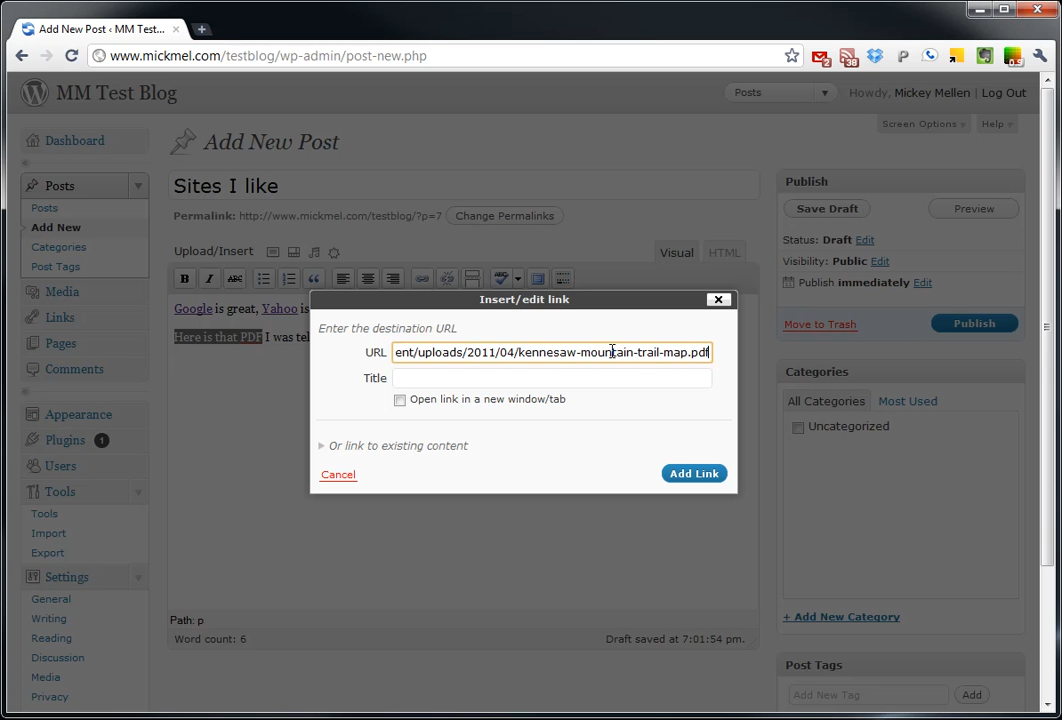 Add New Post ‹ MM Test...
www.mickmel.com/testblog/wp-admin/post-new.php
2
38
P
0.3
MM Test Blog
Posts
Howdy, Mickey Mellen | Log Out
Screen Options
Help
Dashboard
Posts
Posts
Add New
Categories
Post Tags
Media
Links
Pages
Comments
Appearance
Plugins 1
Users
Tools
Tools
Import
Export
Settings
General
Writing
Reading
Discussion
Media
Privacy
Add New Post
Sites I like
Permalink: http://www.mickmel.com/testblog/?p=7
Change Permalinks
Upload/Insert
Visual
HTML
B I ABC
ABC
Google is great, Yahoo is
Here is that PDF I was tel
Insert/edit link
Enter the destination URL
URL ent/uploads/2011/04/kennesaw-mountain-trail-map.pdf
Title
Open link in a new window/tab
Or link to existing content
Cancel
Add Link
Path: p
Word count: 6
Draft saved at 7:01:54 pm.
Publish
Save Draft
Preview
Status: Draft Edit
Visibility: Public Edit
Publish immediately Edit
Move to Trash
Publish
Categories
All Categories
Most Used
Uncategorized
+ Add New Category
Post Tags
Add New Tag
Add